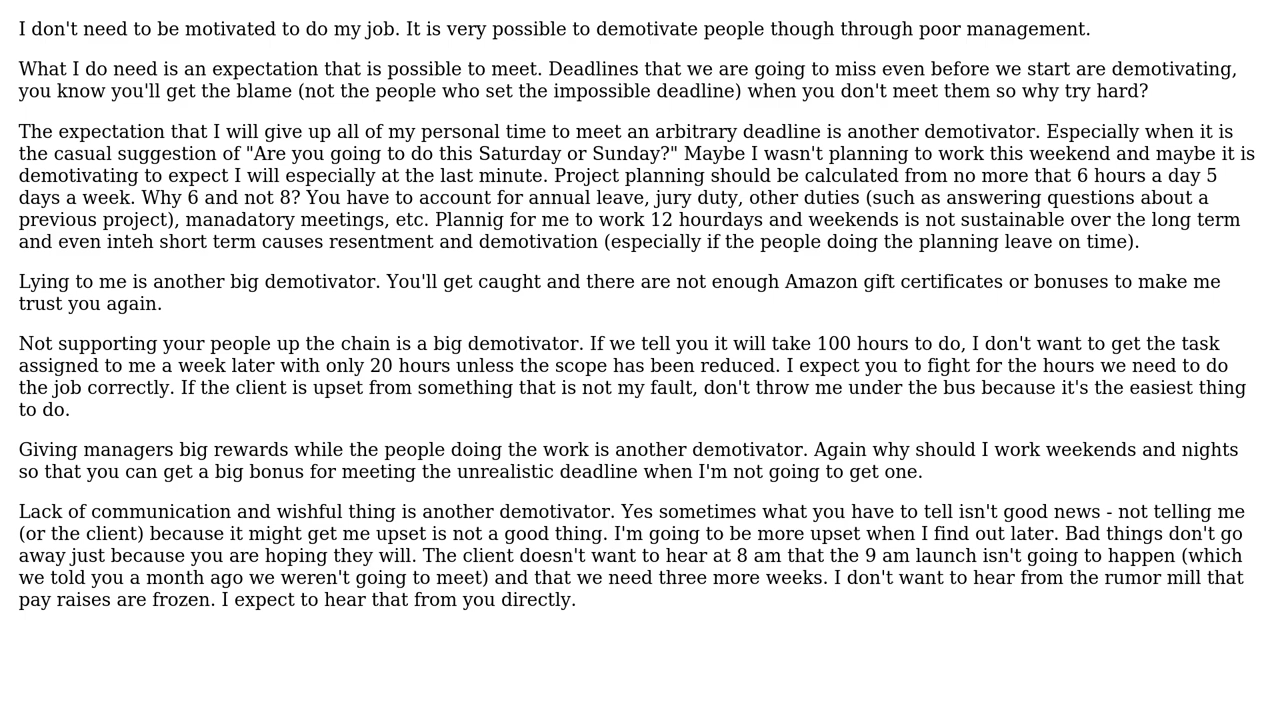 I don't need to be motivated to do my job. It is very possible to demotivate people though through poor management.
What I do need is an expectation that is possible to meet. Deadlines that we are going to miss even before we start are demotivating,
you know you'll get the blame (not the people who set the impossible deadline) when you don't meet them so why try hard?
The expectation that I will give up all of my personal time to meet an arbitrary deadline is another demotivator. Especially when it is
the casual suggestion of "Are you going to do this Saturday or Sunday?" Maybe I wasn't planning to work this weekend and maybe it is
demotivating to expect I will especially at the last minute. Project planning should be calculated from no more that 6 hours a day 5
days a week. Why 6 and not 8? You have to account for annual leave, jury duty, other duties (such as answering questions about a
previous project), manadatory meetings, etc. Plannig for me to work 12 hourdays and weekends is not sustainable over the long term
and even inteh short term causes resentment and demotivation (especially if the people doing the planning leave on time).
Lying to me is another big demotivator. You'll get caught and there are not enough Amazon gift certificates or bonuses to make me
trust you again.
Not supporting your people up the chain is a big demotivator. If we tell you it will take 100 hours to do, I don't want to get the task
assigned to me a week later with only 20 hours unless the scope has been reduced. I expect you to fight for the hours we need to do
the job correctly. If the client is upset from something that is not my fault, don't throw me under the bus because it's the easiest thing
to do.
Giving managers big rewards while the people doing the work is another demotivator. Again why should I work weekends and nights
so that you can get a big bonus for meeting the unrealistic deadline when I'm not going to get one.
Lack of communication and wishful thing is another demotivator. Yes sometimes what you have to tell isn't good news - not telling me
(or the client) because it might get me upset is not a good thing. I'm going to be more upset when I find out later. Bad things don't go
away just because you are hoping they will. The client doesn't want to hear at 8 am that the 9 am launch isn't going to happen (which
we told you a month ago we weren't going to meet) and that we need three more weeks. I don't want to hear from the rumor mill that
pay raises are frozen. I expect to hear that from you directly.